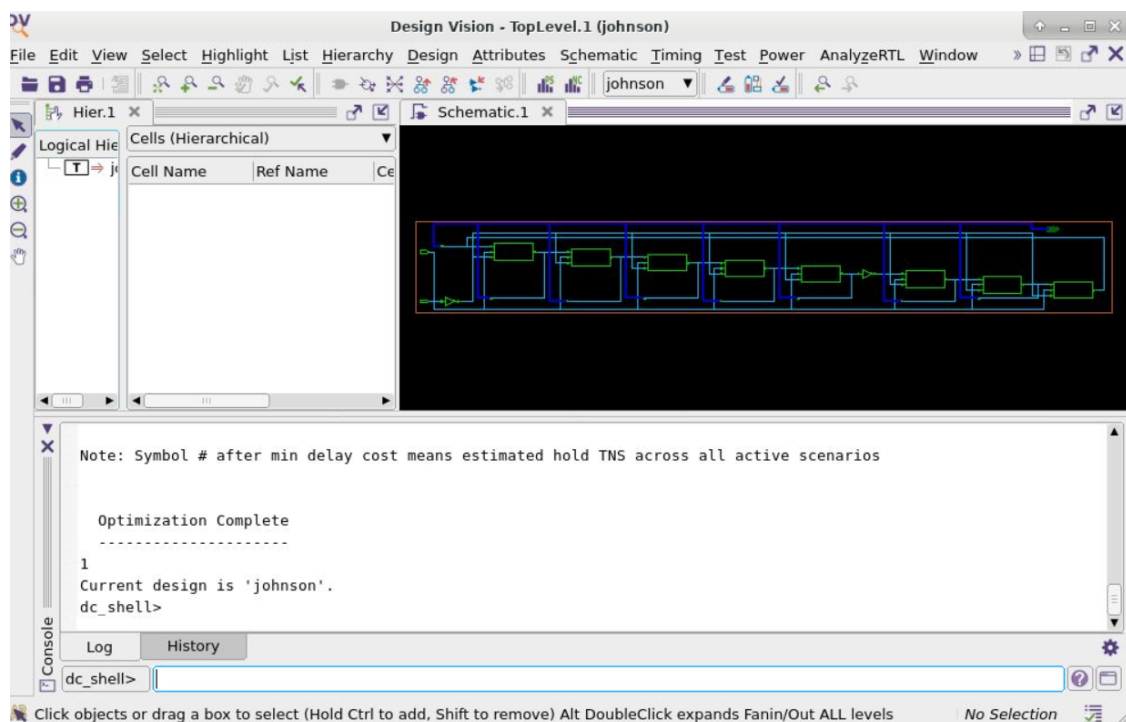 Design Vision - TopLevel.1 (johnson)
File Edit View Select Highlight List Hierarchy Design Attributes Schematic Timing Test Power AnalyzeRTL Window »
johnson
Hier.1
Schematic.1
Logical Hie
Cells (Hierarchical)
T
Cell Name Ref Name Ce
Note: Symbol # after min delay cost means estimated hold TNS across all active scenarios
Optimization Complete
---------------------
1
Current design is 'johnson'.
dc_shell>
Console
Log History
dc_shell>
Click objects or drag a box to select (Hold Ctrl to add, Shift to remove) Alt DoubleClick expands Fanin/Out ALL levels No Selection